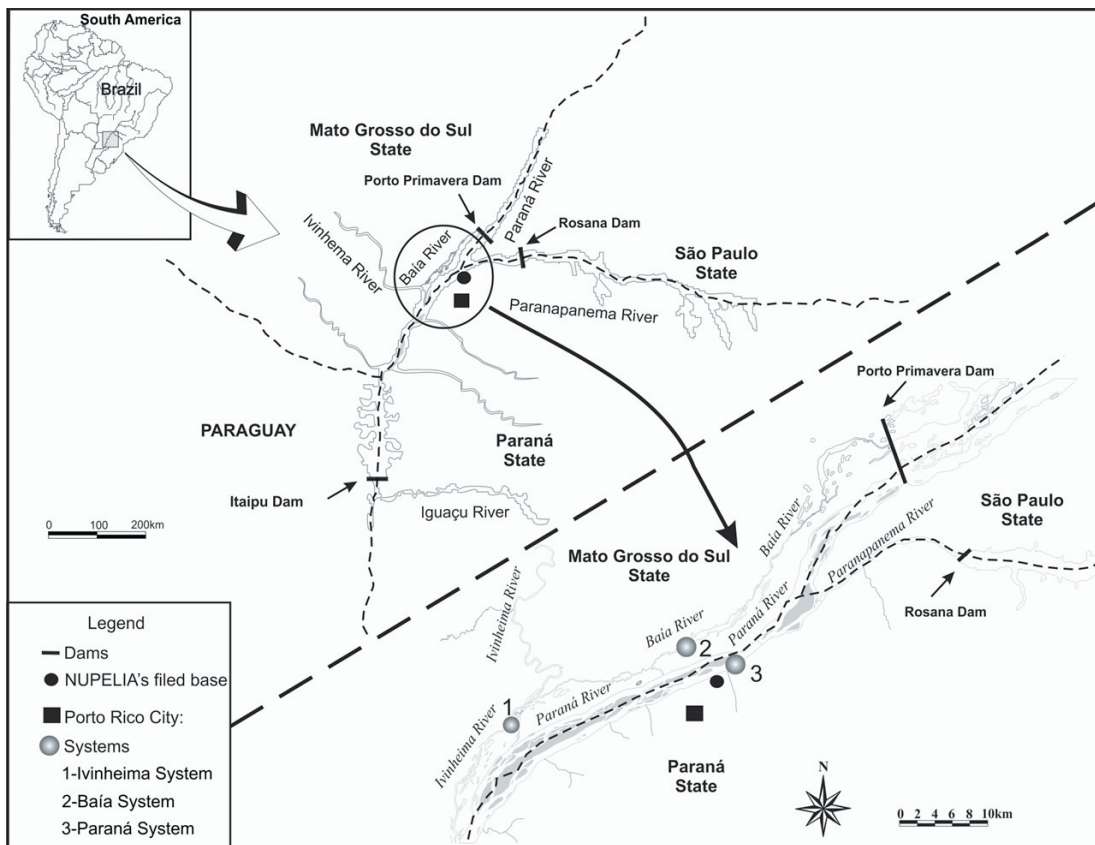 South America
Brazil
Mato Grosso do Sul
State
Porto Primavera Dam
Paraná River
Rosana Dam
Ivinhema River
Baía River
São Paulo
State
Paranapanema River
PARAGUAY
Paraná
State
Itaipu Dam
Iguaçu River
0 100 200km
Porto Primavera Dam
São Paulo
State
Baía River
Paranapanema River
Mato Grosso do Sul
State
Rosana Dam
Ivinheima River
Baía River
Paraná River
2
3
1
Paraná River
Ivinheima River
Paraná
State
N
0 2 4 6 8 10km
Legend
Dams
NUPELIA's filed base
Porto Rico City:
Systems
1-Ivinheima System
2-Baía System
3-Paraná System